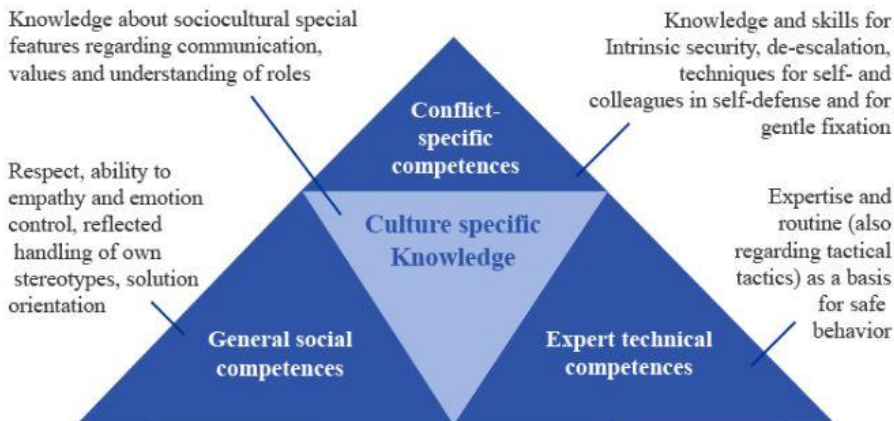 Knowledge about sociocultural special
features regarding communication,
values and understanding of roles
Knowledge and skills for
Intrinsic security, de-escalation,
techniques for self- and
colleagues in self-defense and for
gentle fixation
Conflict-
specific
competences
Respect, ability to
empathy and emotion
control, reflected
handling of own
stereotypes, solution
orientation
Culture specific
Knowledge
Expertise and
routine (also
regarding tactical
tactics) as a basis
for safe
behavior
General social
competences
Expert technical
competences